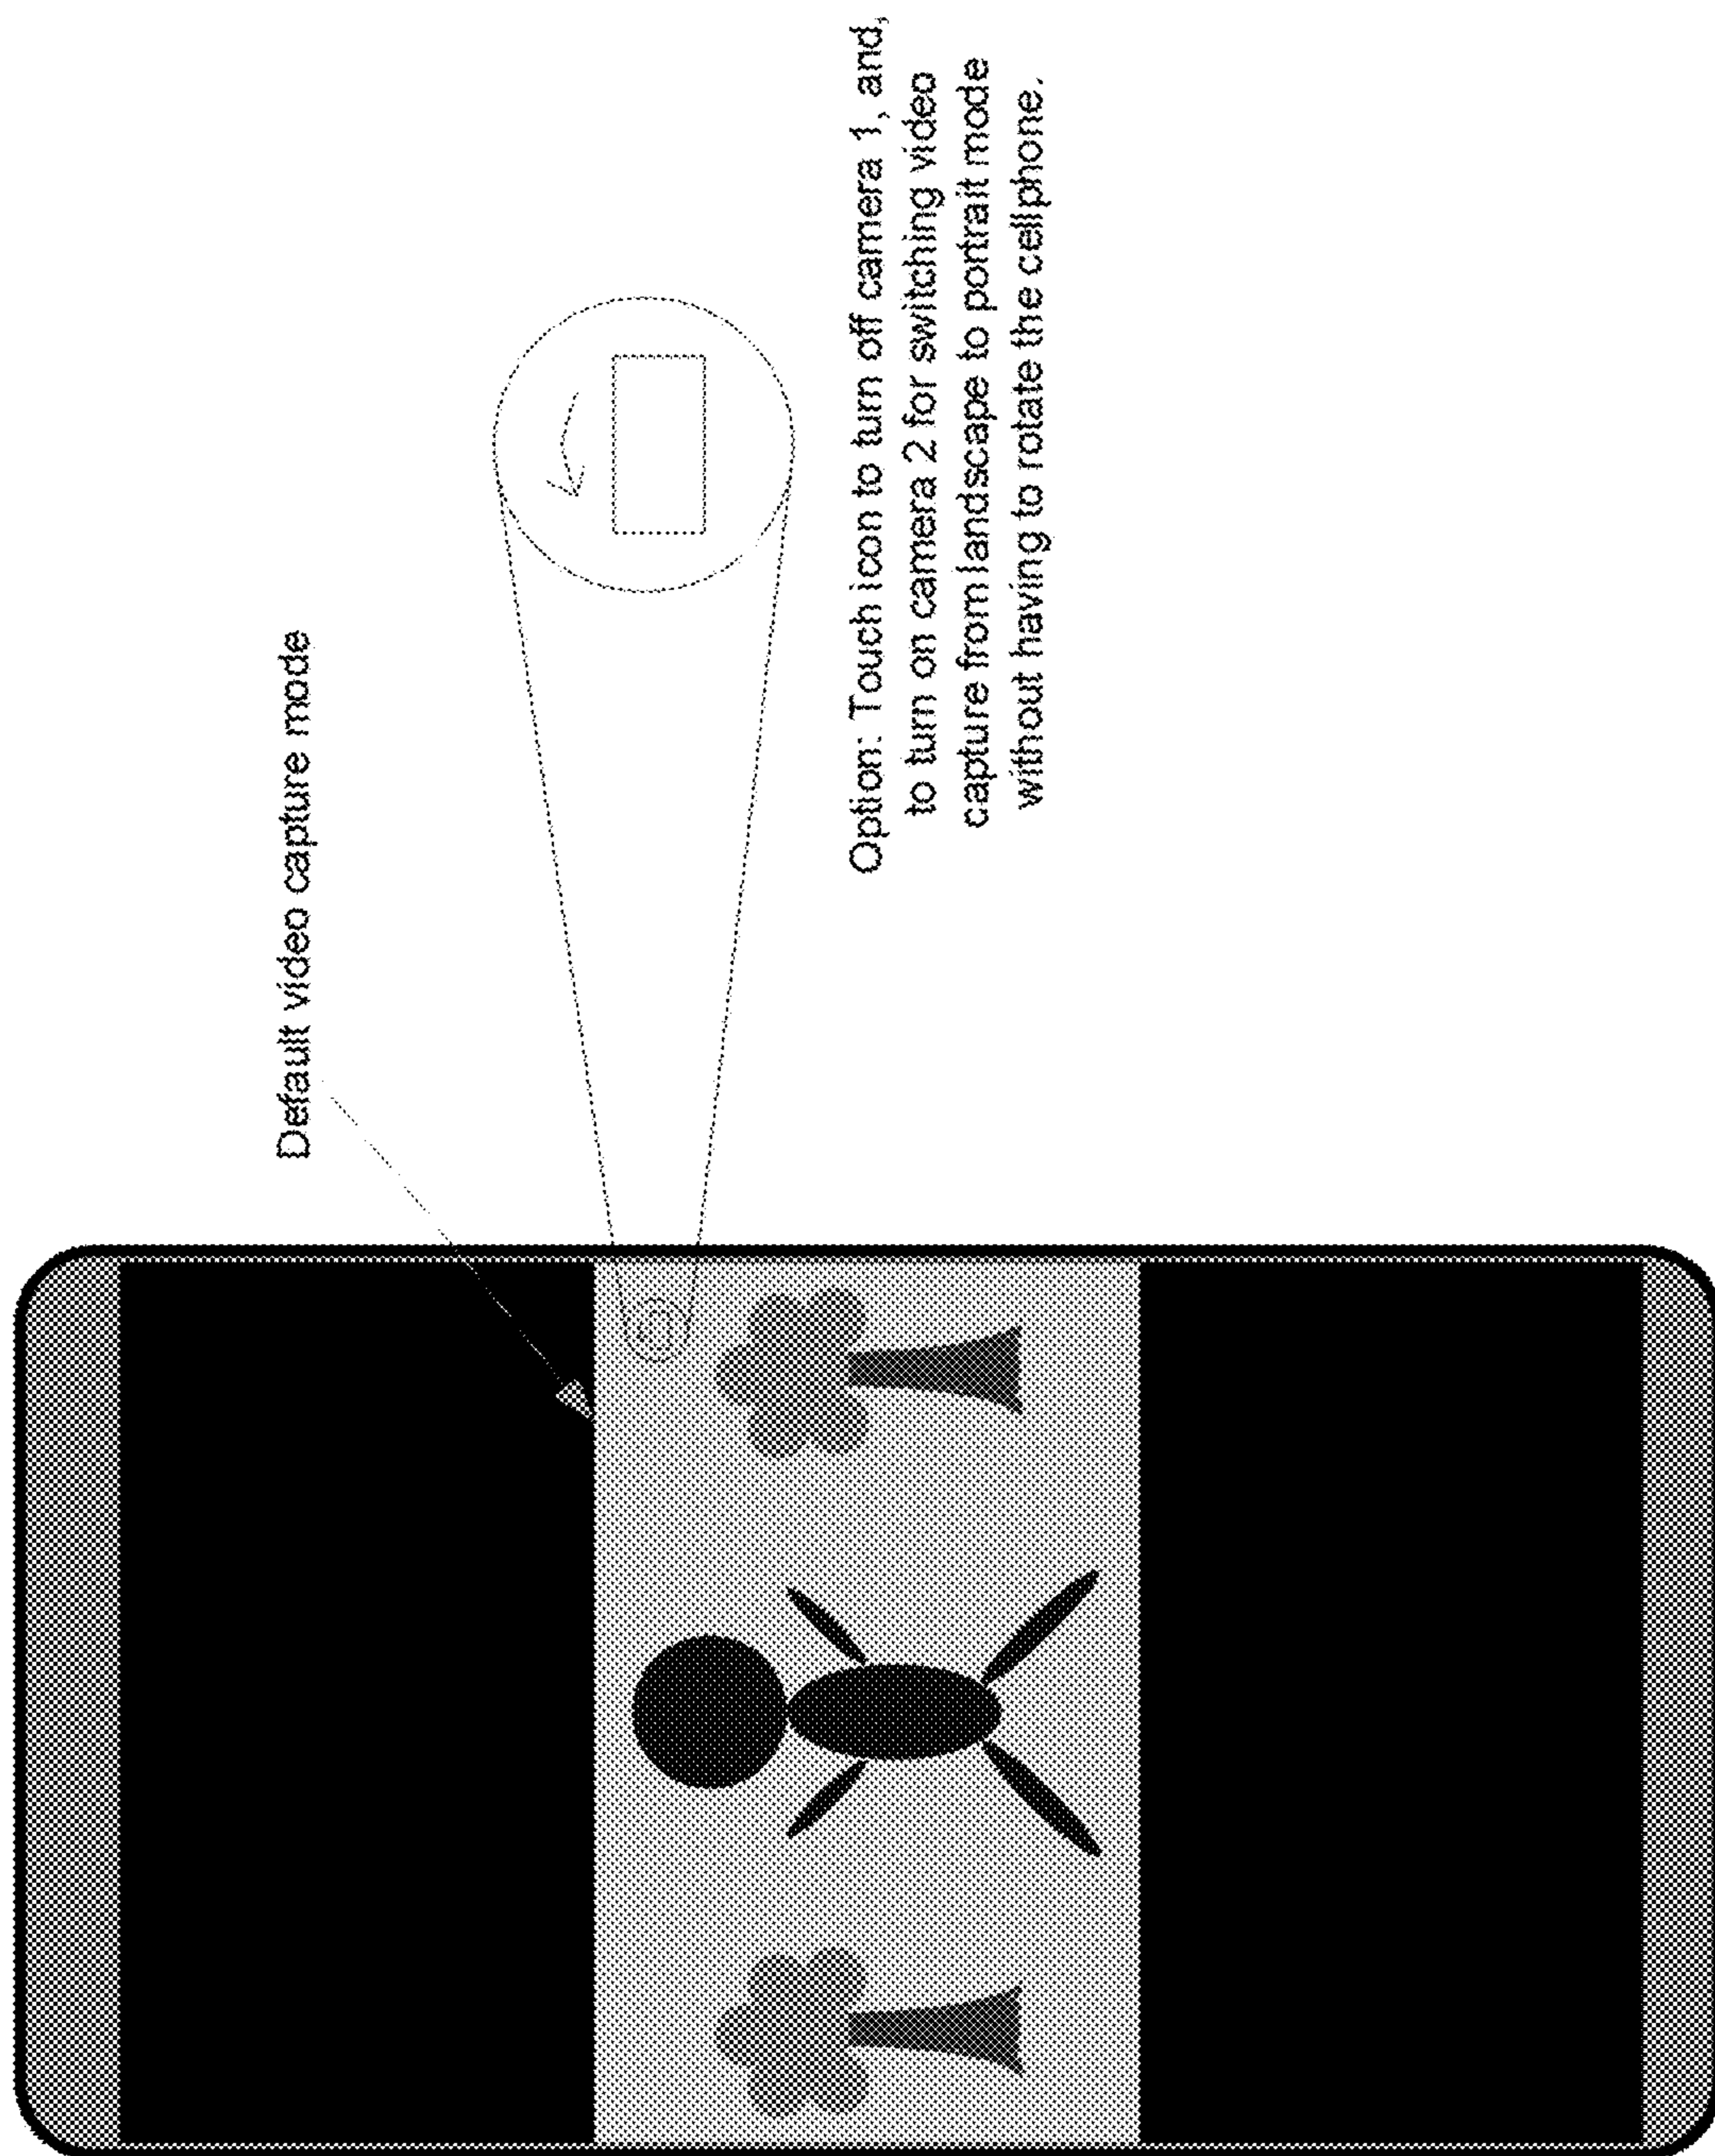 Default video capture mode
Option: Touch icon to turn off camera 1, and,
to turn on camera 2 for switching video
capture from landscape to portrait mode
without having to rotate the cellphone.